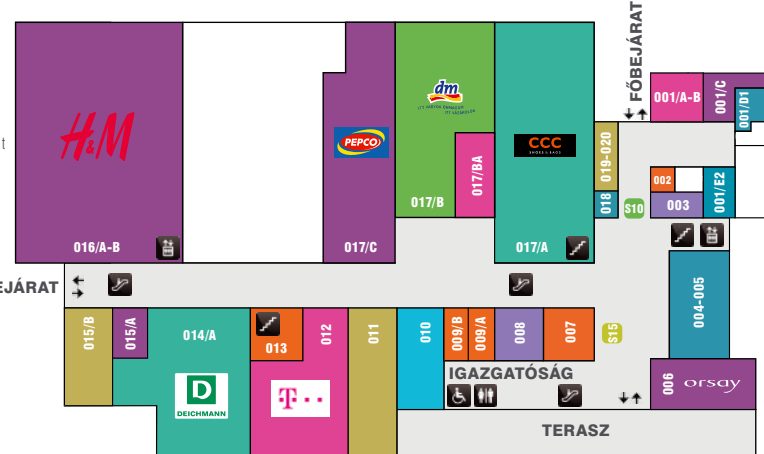 FŐBEJÁRAT
001/A-B
001/C
001/D1
dm
H&M
PEPCO
CCC
SHOES & BAGS
019-020
t
017/BA
002
001/E2
018
S10
003
017/B
016/A-B
017/C
017/A
EJÁRAT
004-005
015/B
015/A
014/A
013
012
011
010
009/B
009/A
008
007
S15
IGAZGATÓSÁG
006
orsay
D
DEICHMANN
T
TERASZ